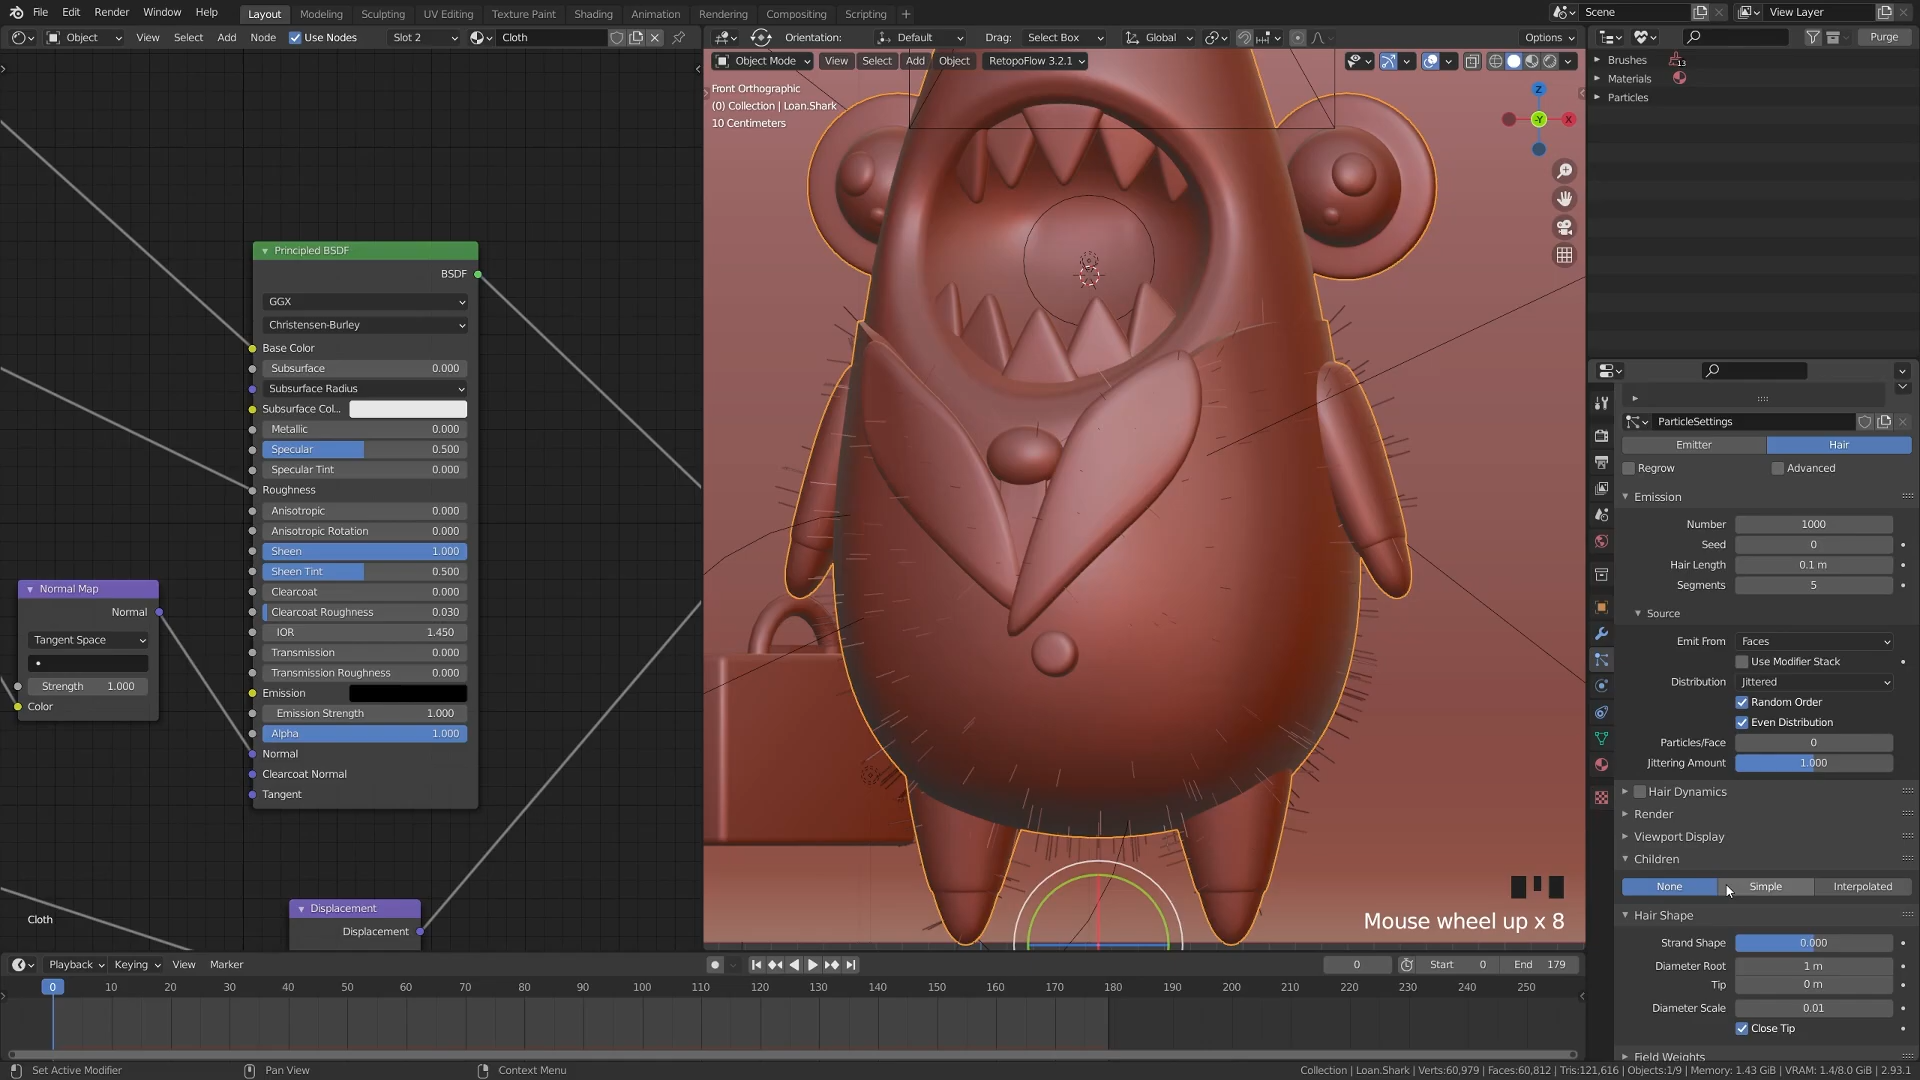 File Edit Render Window Help Layout Modeling Sculpting UV Editing Texture Paint Shading Animation Rendering Compositing Scripting + Scene View Layer
Object View Select Add Node Use Nodes Slot 2 Cloth
Orientation: Default Drag: Select Box Global Options
Purge
Object Mode View Select Add Object RetopoFlow 3.2.1
Front Orthographic
(0) Collection | Loan.Shark
10 Centimeters
Z
-Y
X
Brushes 13
Materials
Particles
Principled BSDF
BSDF
GGX
Christensen-Burley
Base Color
Subsurface 0.000
Subsurface Radius
Subsurface Col...
Metallic 0.000
Specular 0.500
Specular Tint 0.000
Roughness
Anisotropic 0.000
Anisotropic Rotation 0.000
Sheen 1.000
Sheen Tint 0.500
Clearcoat 0.000
Clearcoat Roughness 0.030
IOR 1.450
Transmission 0.000
Transmission Roughness 0.000
Emission
Emission Strength 1.000
Alpha 1.000
Normal
Clearcoat Normal
Tangent
Normal Map
Normal
Tangent Space
Strength 1.000
Color
Displacement
Displacement
Cloth
Mouse wheel up x 8
ParticleSettings
Emitter Hair
Regrow Advanced
Emission
Number 1000
Seed 0
Hair Length 0.1 m
Segments 5
Source
Emit From Faces
Use Modifier Stack
Distribution Jittered
Random Order
Even Distribution
Particles/Face 0
Jittering Amount 1.000
Hair Dynamics
Render
Viewport Display
Children
None Simple Interpolated
Hair Shape
Strand Shape 0.000
Diameter Root 1 m
Tip 0 m
Diameter Scale 0.01
Close Tip
Field Weights
Playback Keying View Marker 0 Start 0 End 179
0 10 20 30 40 50 60 70 80 90 100 110 120 130 140 150 160 170 180 190 200 210 220 230 240 250
Set Active Modifier Pan View Context Menu Collection | Loan.Shark | Verts:60,979 | Faces:60,812 | Tris:121,616 | Objects:1/9 | Memory: 1.43 GiB | VRAM: 1.4/8.0 GiB | 2.93.1